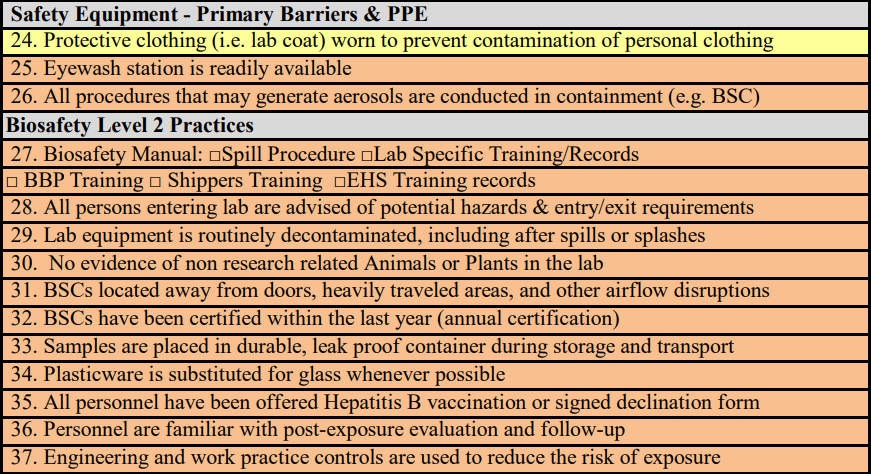 Safety Equipment - Primary Barriers & PPE
24. Protective clothing (i.e. lab coat) worn to prevent contamination of personal clothing
25. Eyewash station is readily available
26. All procedures that may generate aerosols are conducted in containment (e.g. BSC)
Biosafety Level 2 Practices
27. Biosafety Manual: □Spill Procedure □Lab Specific Training/Records
□ BBP Training □ Shippers Training □EHS Training records
28. All persons entering lab are advised of potential hazards & entry/exit requirements
29. Lab equipment is routinely decontaminated, including after spills or splashes
30. No evidence of non research related Animals or Plants in the lab
31. BSCs located away from doors, heavily traveled areas, and other airflow disruptions
32. BSCs have been certified within the last year (annual certification)
33. Samples are placed in durable, leak proof container during storage and transport
34. Plasticware is substituted for glass whenever possible
35. All personnel have been offered Hepatitis B vaccination or signed declination form
36. Personnel are familiar with post-exposure evaluation and follow-up
37. Engineering and work practice controls are used to reduce the risk of exposure